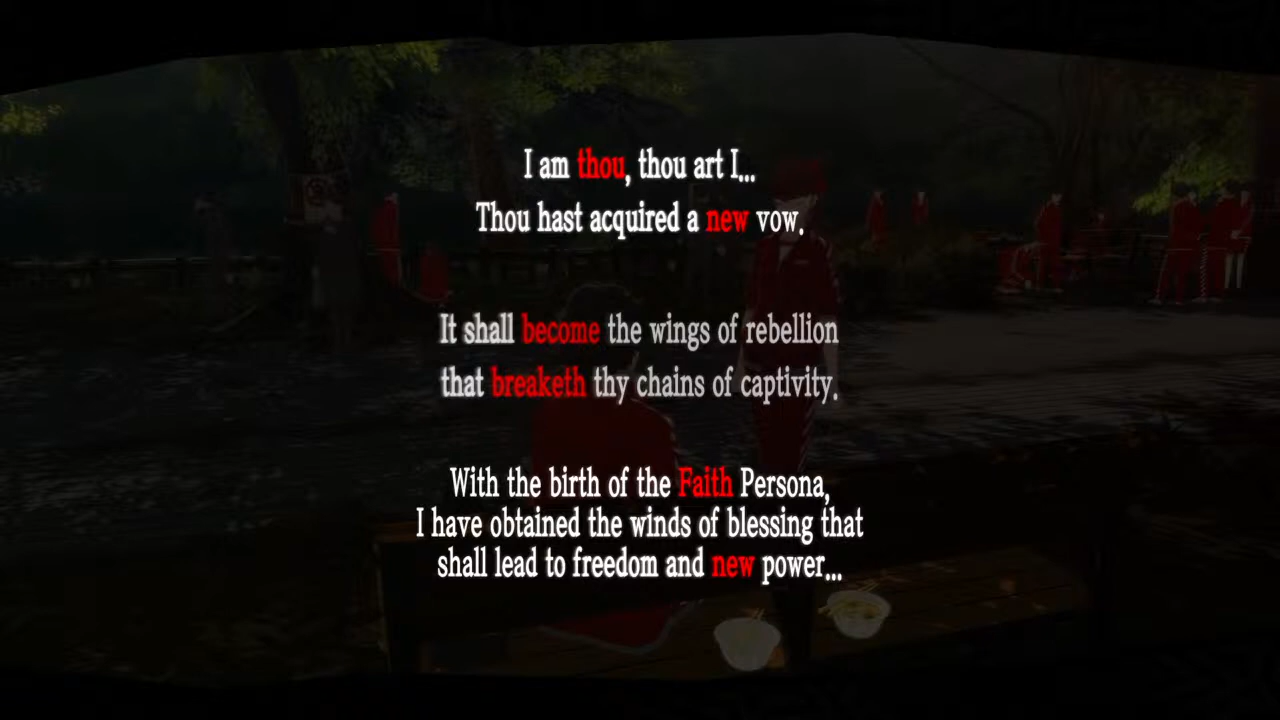 I am thou, thou art I...
Thou hast acquired a new vow.
It shall become the wings of rebellion
that breaketh thy chains of captivity.
With the birth of the Faith Persona,
I have obtained the winds of blessing that
shall lead to freedom and new power...